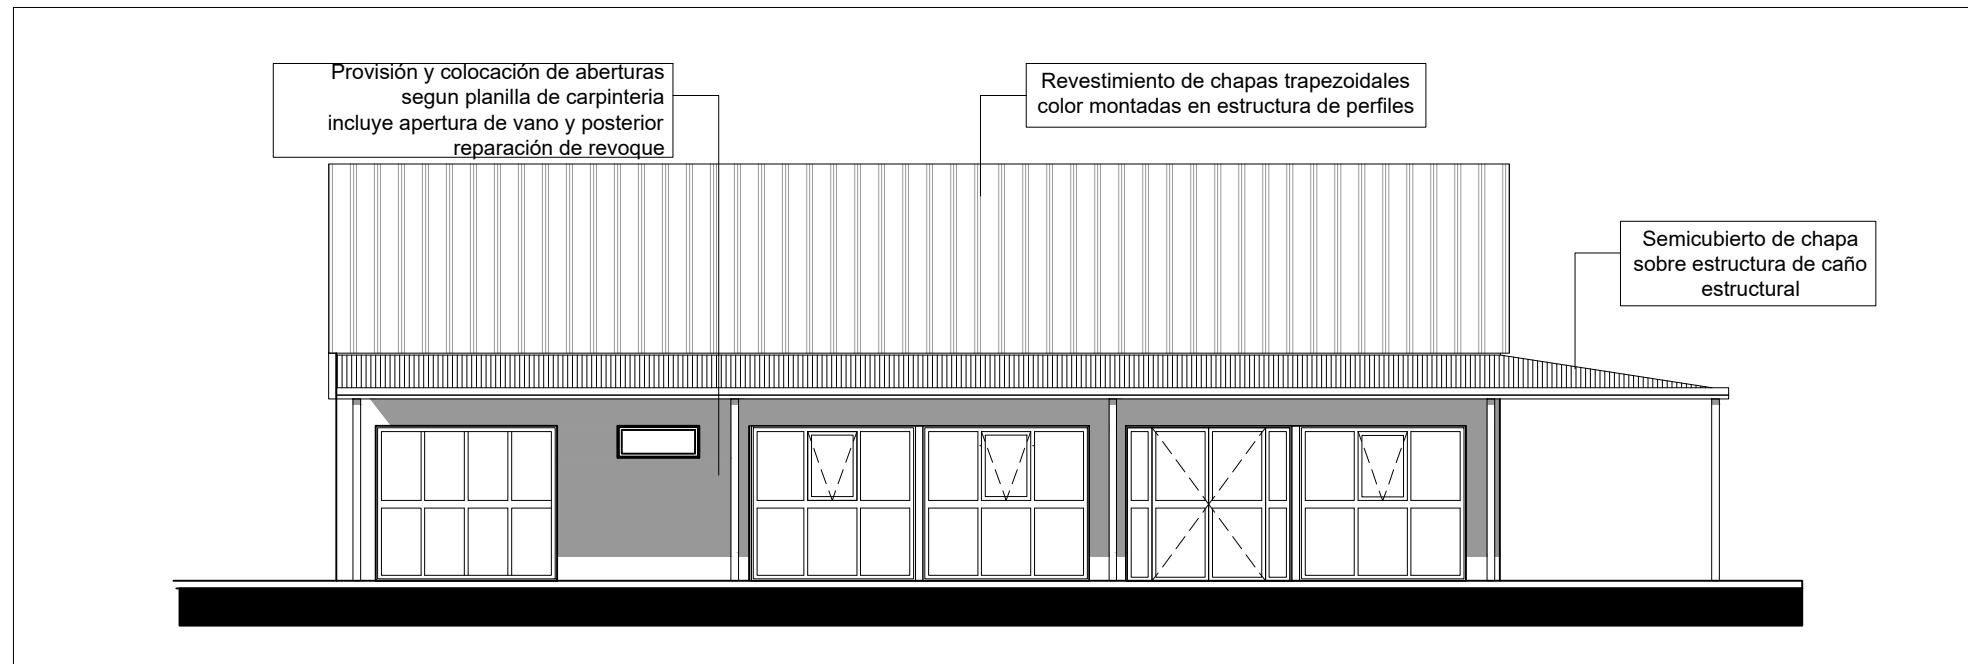 Provisión y colocación de aberturas
segun planilla de carpinteria
incluye apertura de vano y posterior
reparación de revoque
Revestimiento de chapas trapezoidales
color montadas en estructura de perfiles
Semicubierto de chapa
sobre estructura de caño
estructural